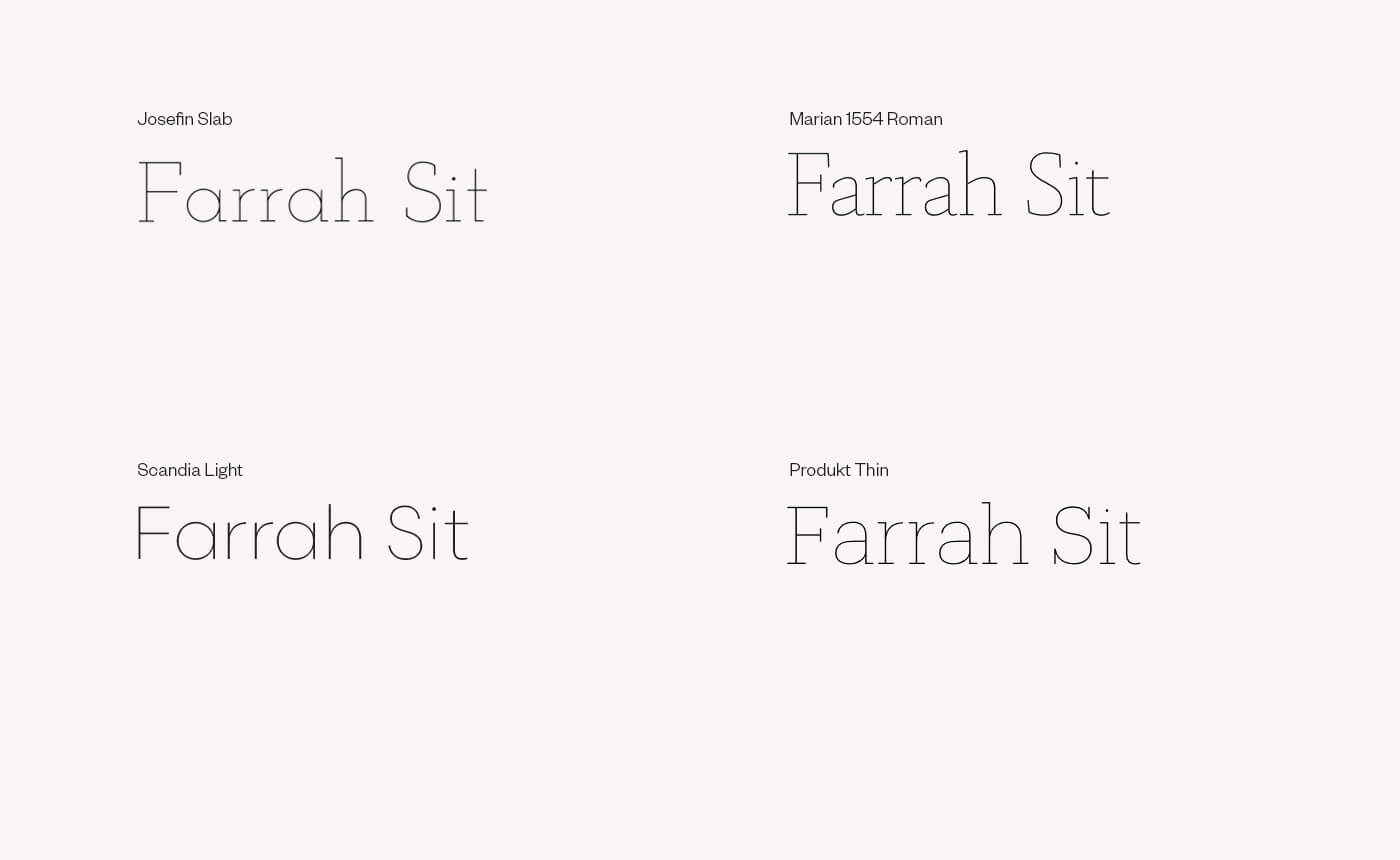 Josefin Slab
Farrah Sit
Marian 1554 Roman
Farrah Sit
Scandia Light
Farrah Sit
Produkt Thin
Farrah Sit